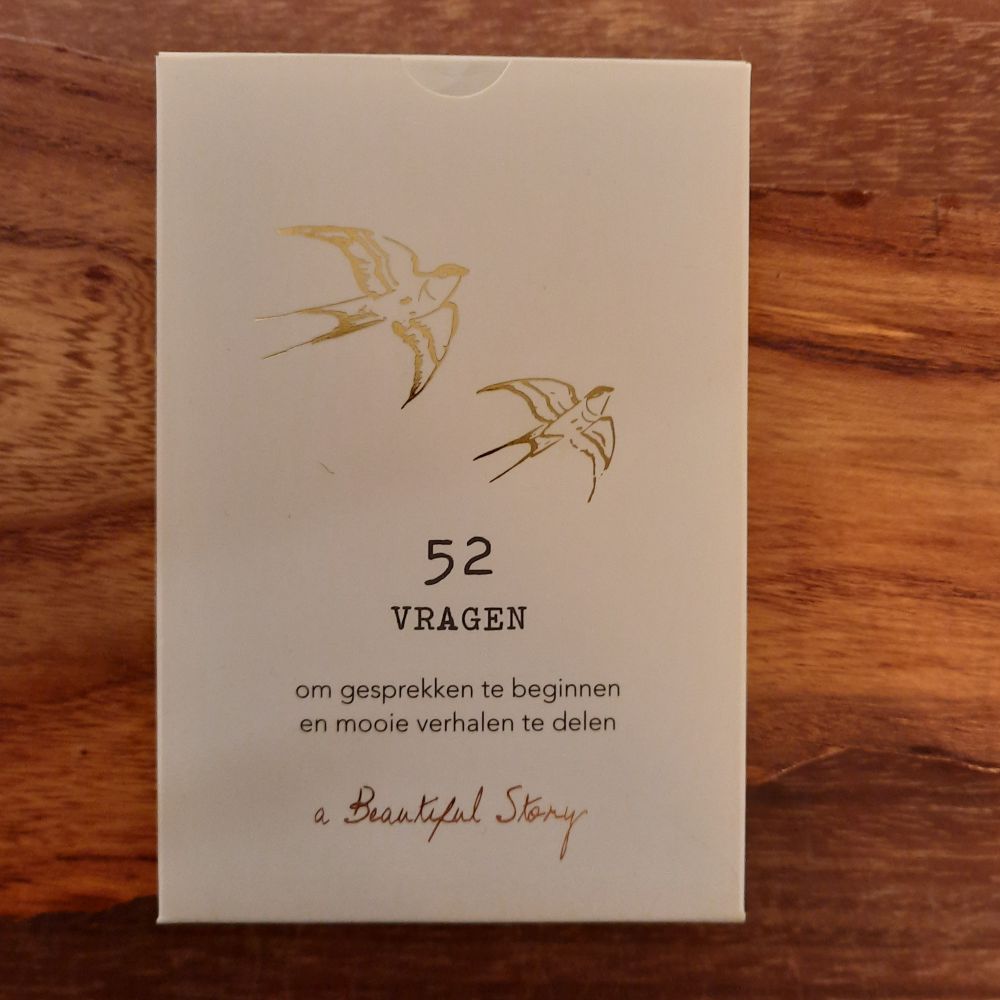 52
VRAGEN
om gesprekken te beginnen
en mooie verhalen te delen
a Beautiful Story